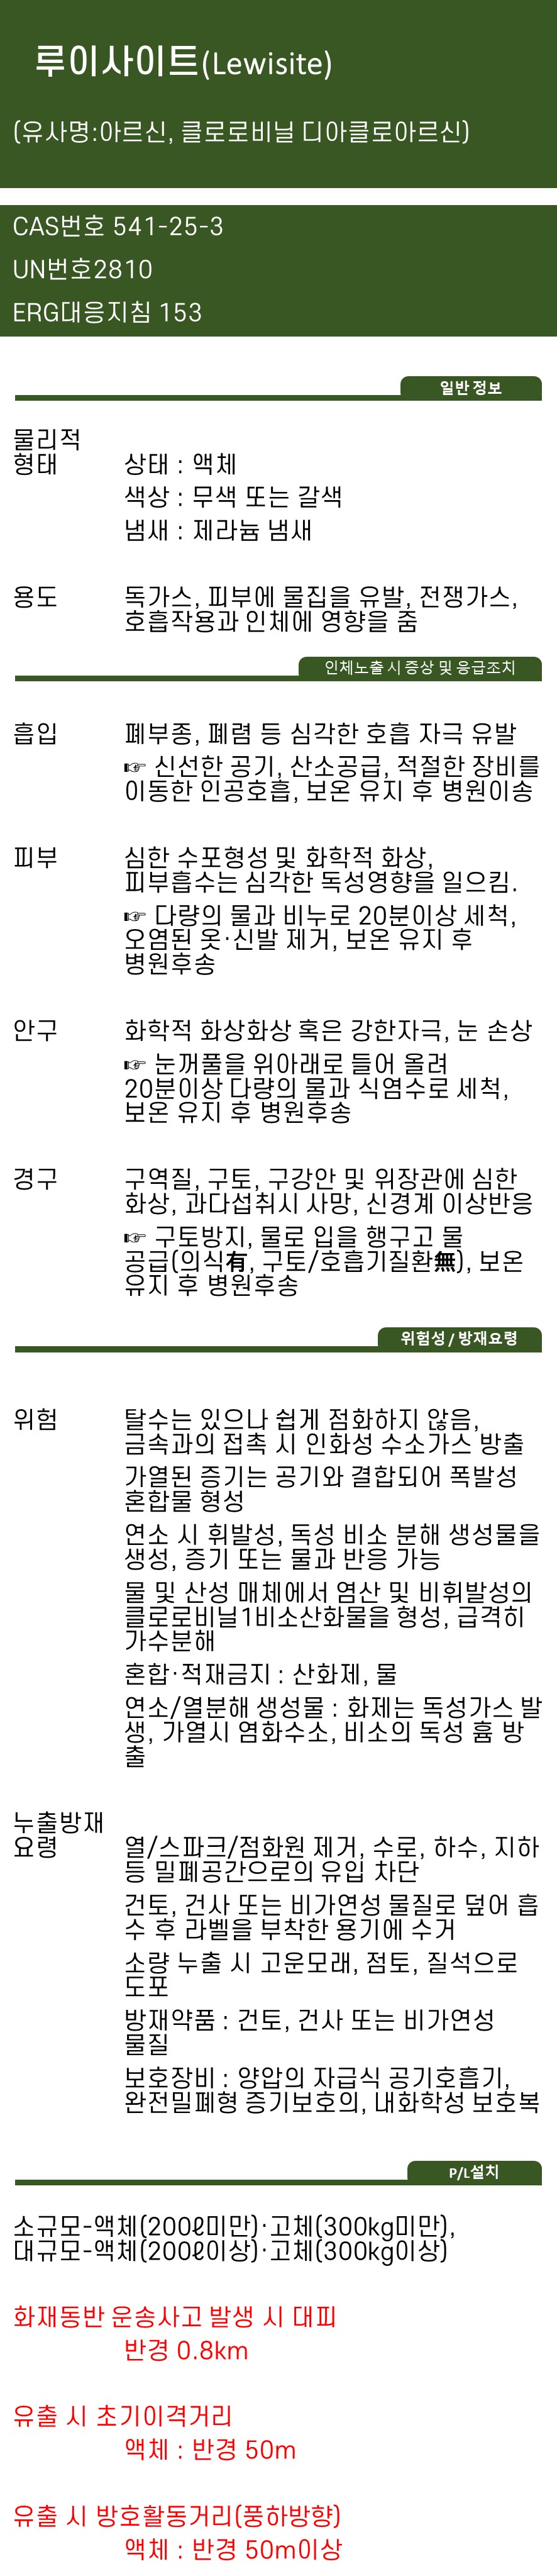 루이사이트(Lewisite)
(유사명:아르신, 클로로비닐 디아클로아르신)
CAS번호 541-25-3
UN번호2810
ERG대응지침 153
일반 정보
물리적
형태 상태 : 액체
색상 : 무색 또는 갈색
냄새 : 제라늄 냄새
용도 독가스, 피부에 물집을 유발, 전쟁가스,
호흡작용과 인체에 영향을 줌
인체노출 시 증상 및 응급조치
흡입 폐부종, 폐렴 등 심각한 호흡 자극 유발
☞ 신선한 공기, 산소공급, 적절한 장비를
이동한 인공호흡, 보온 유지 후 병원이송
피부 심한 수포형성 및 화학적 화상,
피부흡수는 심각한 독성영향을 일으킴.
☞ 다량의 물과 비누로 20분이상 세척,
오염된 옷·신발 제거, 보온 유지 후
병원후송
안구 화학적 화상화상 혹은 강한자극, 눈 손상
☞ 눈꺼풀을 위아래로 들어 올려
20분이상 다량의 물과 식염수로 세척,
보온 유지 후 병원후송
경구 구역질, 구토, 구강안 및 위장관에 심한
화상, 과다섭취시 사망, 신경계 이상반응
☞ 구토방지, 물로 입을 행구고 물
공급(의식有, 구토/호흡기질환無), 보온
유지 후 병원후송
위험성 / 방재요령
위험 탈수는 있으나 쉽게 점화하지 않음,
금속과의 접촉 시 인화성 수소가스 방출
가열된 증기는 공기와 결합되어 폭발성
혼합물 형성
연소 시 휘발성, 독성 비소 분해 생성물을
생성, 증기 또는 물과 반응 가능
물 및 산성 매체에서 염산 및 비휘발성의
클로로비닐1비소산화물을 형성, 급격히
가수분해
혼합·적재금지 : 산화제, 물
연소/열분해 생성물 : 화제는 독성가스 발
생, 가열시 염화수소, 비소의 독성 흄 방
출
누출방재
요령 열/스파크/점화원 제거, 수로, 하수, 지하
등 밀폐공간으로의 유입 차단
건토, 건사 또는 비가연성 물질로 덮어 흡
수 후 라벨을 부착한 용기에 수거
소량 누출 시 고운모래, 점토, 질석으로
도포
방재약품 : 건토, 건사 또는 비가연성
물질
보호장비 : 양압의 자급식 공기호흡기,
완전밀폐형 증기보호의, 내화학성 보호복
P/L설치
소규모-액체(200ℓ미만)·고체(300kg미만),
대규모-액체(200ℓ이상)·고체(300kg이상)
화재동반 운송사고 발생 시 대피
반경 0.8km
유출 시 초기이격거리
액체 : 반경 50m
유출 시 방호활동거리(풍하방향)
액체 : 반경 50m이상